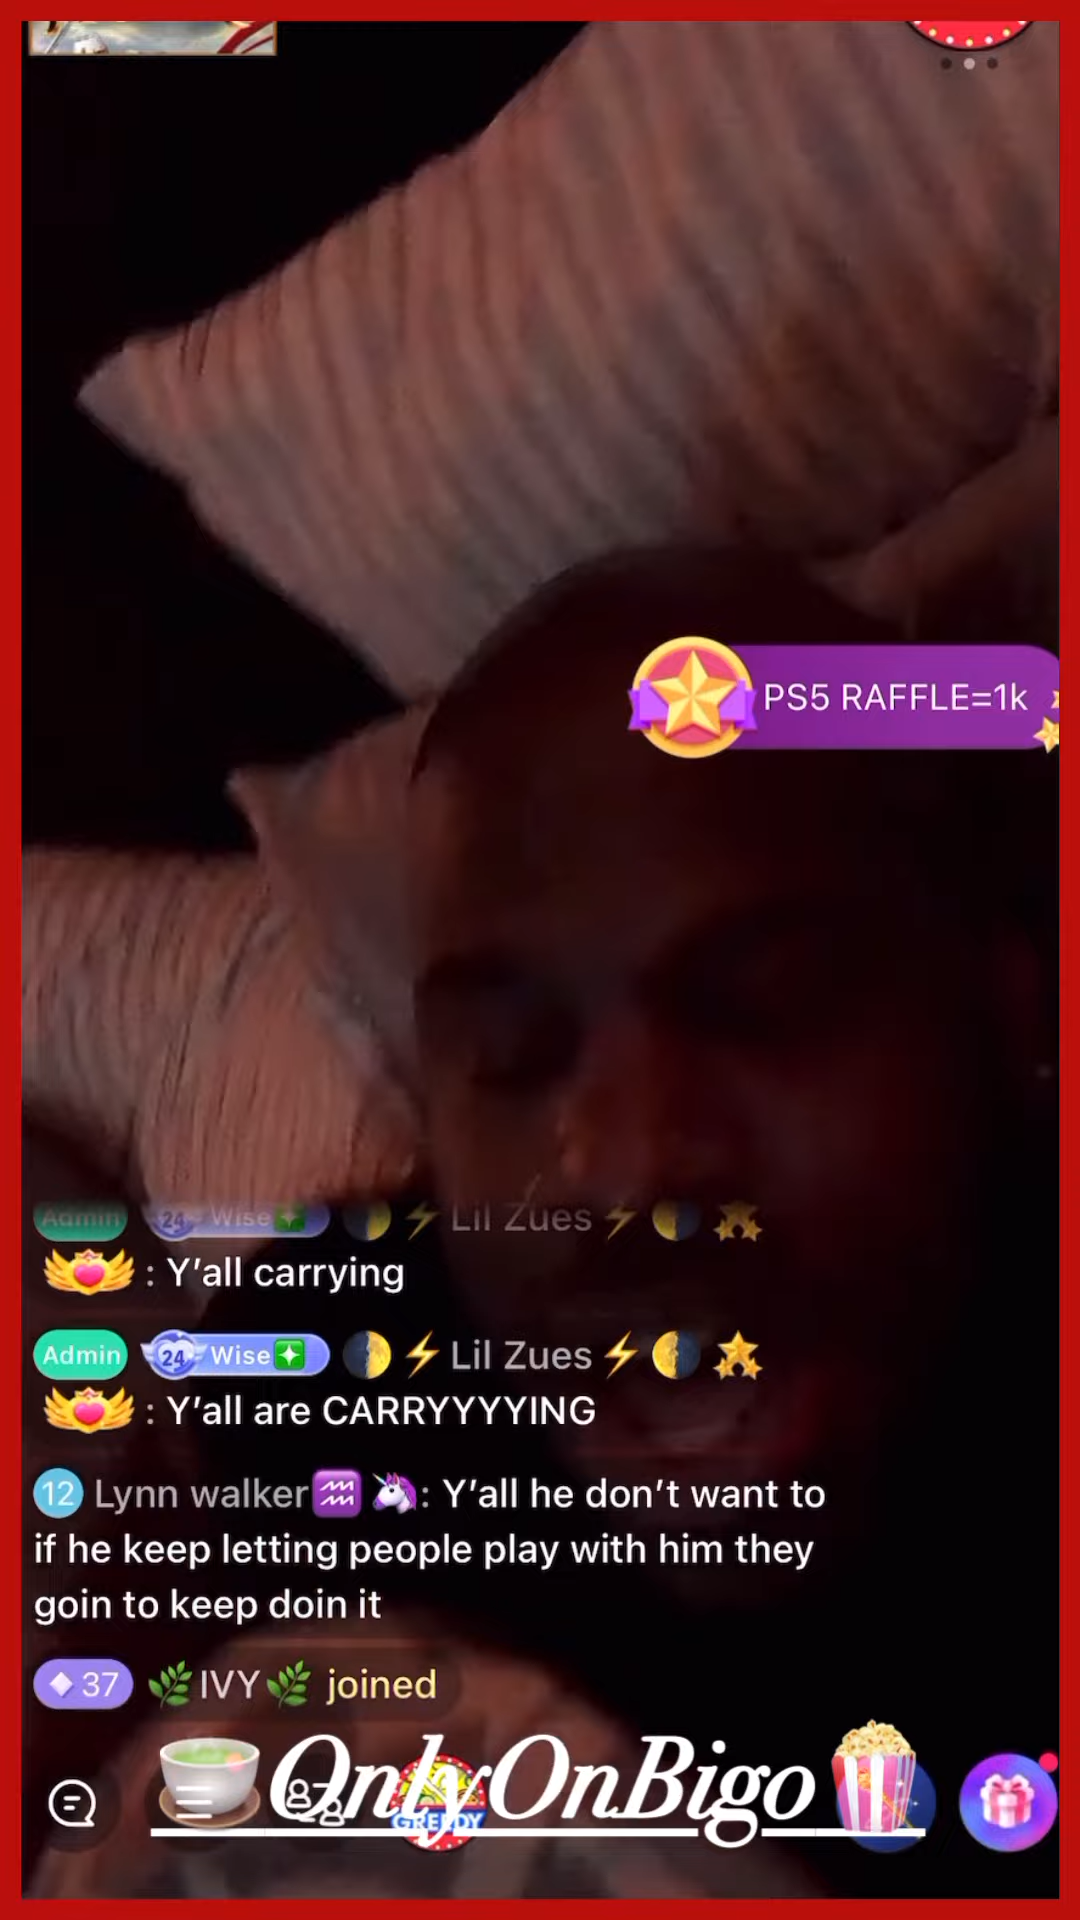 PS5 RAFFLE=1k
Admin 24 Wise Lil Zues
: Y'all carrying
Admin 24 Wise Lil Zues
: Y'all are CARRYYYYING
12 Lynn walker♒🦄: Y'all he don't want to
if he keep letting people play with him they
goin to keep doin it
37 🌿IVY🌿 joined
OnlyOnBigo
GREEDY